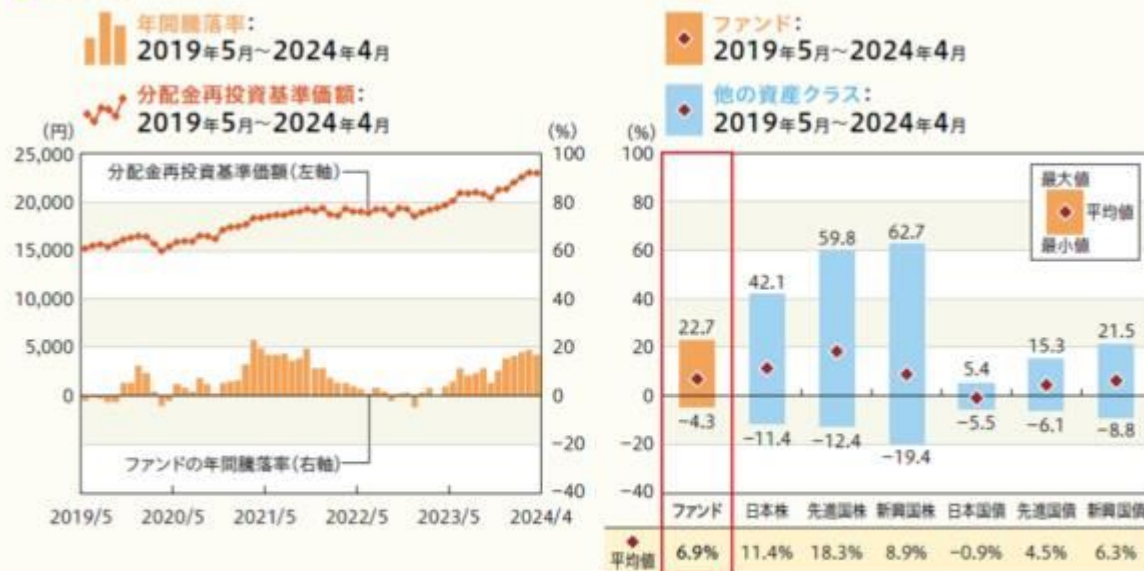 年間騰落率：
2019年5月～2024年4月
分配金再投資基準価額：
2019年5月～2024年4月
(円)
(%)
25,000
20,000
15,000
10,000
5,000
0
100
80
60
40
20
0
−20
−40
分配金再投資基準価額(左軸)
ファンドの年間騰落率(右軸)
2019/5 2020/5 2021/5 2022/5 2023/5 2024/4
ファンド：
2019年5月～2024年4月
他の資産クラス：
2019年5月～2024年4月
(%)
100
80
60
40
20
0
−20
−40
最大値
平均値
最小値
22.7 42.1 59.8 62.7 5.4 15.3 21.5
−4.3 −11.4 −12.4 −19.4 −5.5 −6.1 −8.8
ファンド 日本株 先進国株 新興国株 日本国債 先進国債 新興国債
平均値 6.9% 11.4% 18.3% 8.9% −0.9% 4.5% 6.3%